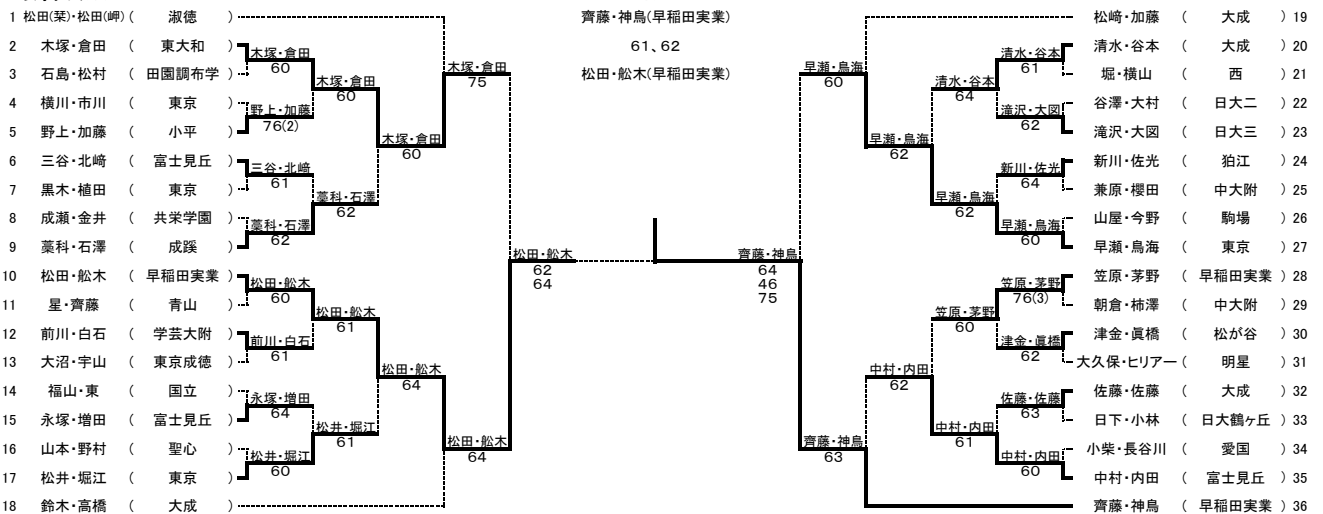 1 松田(栞)・松田(岬)( 淑徳 )
2 木塚・倉田 ( 東大和 )
3 石島・松村 ( 田園調布学 )
4 横川・市川 ( 東京 )
5 野上・加藤 ( 小平 )
6 三谷・北﨑 ( 富士見丘 )
7 黒木・植田 ( 東京 )
8 成瀬・金井 ( 共栄学園 )
9 藁科・石澤 ( 成蹊 )
10 松田・舩木 ( 早稲田実業 )
11 星・齊藤 ( 青山 )
12 前川・白石 ( 学芸大附 )
13 大沼・宇山 ( 東京成徳 )
14 福山・東 ( 国立 )
15 永塚・増田 ( 富士見丘 )
16 山本・野村 ( 聖心 )
17 松井・堀江 ( 東京 )
18 鈴木・高橋 ( 大成 )
木塚・倉田
60
野上・加藤
76(2)
三谷・北﨑
61
藁科・石澤
62
松田・舩木
60
前川・白石
61
永塚・増田
64
松井・堀江
60
木塚・倉田
60
藁科・石澤
62
松田・舩木
61
松井・堀江
61
木塚・倉田
60
松田・舩木
64
木塚・倉田
75
松田・舩木
64
松田・舩木
62
64
齊藤・神鳥(早稲田実業)
61、62
松田・舩木(早稲田実業)
齊藤・神鳥
64
46
75
早瀬・鳥海
60
齊藤・神鳥
63
早瀬・鳥海
62
中村・内田
62
清水・谷本
64
早瀬・鳥海
62
笠原・茅野
60
中村・内田
61
清水・谷本
61
滝沢・大図
62
新川・佐光
64
早瀬・鳥海
60
笠原・茅野
76(3)
津金・眞橋
62
佐藤・佐藤
63
中村・内田
60
松﨑・加藤 ( 大成 ) 19
清水・谷本 ( 大成 ) 20
堀・横山 ( 西 ) 21
谷澤・大村 ( 日大二 ) 22
滝沢・大図 ( 日大三 ) 23
新川・佐光 ( 狛江 ) 24
兼原・櫻田 ( 中大附 ) 25
山屋・今野 ( 駒場 ) 26
早瀬・鳥海 ( 東京 ) 27
笠原・茅野 ( 早稲田実業 ) 28
朝倉・柿澤 ( 中大附 ) 29
津金・眞橋 ( 松が谷 ) 30
大久保・ヒリアー ( 明星 ) 31
佐藤・佐藤 ( 大成 ) 32
日下・小林 ( 日大鶴ヶ丘 ) 33
小柴・長谷川 ( 愛国 ) 34
中村・内田 ( 富士見丘 ) 35
齊藤・神鳥 ( 早稲田実業 ) 36